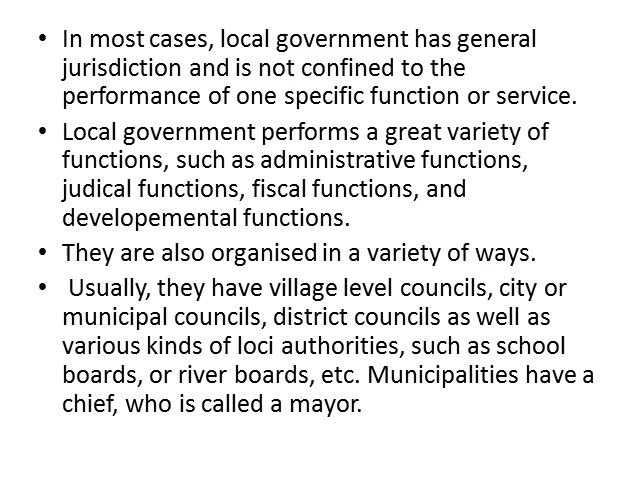 • In most cases, local government has general
jurisdiction and is not confined to the
performance of one specific function or service.
• Local government performs a great variety of
functions, such as administrative functions,
judical functions, fiscal functions, and
developemental functions.
• They are also organised in a variety of ways.
• Usually, they have village level councils, city or
municipal councils, district councils as well as
various kinds of loci authorities, such as school
boards, or river boards, etc. Municipalities have a
chief, who is called a mayor.